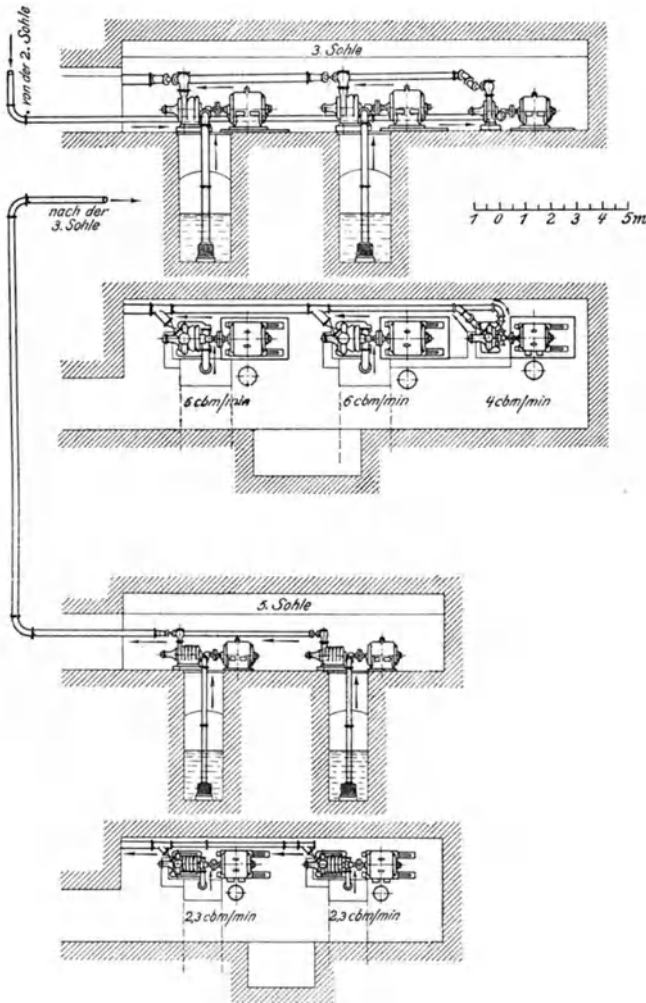 von der 2. Sohle
3. Sohle
nach der
3. Sohle
1 0 1 2 3 4 5m
6 cbm/min
6 cbm/min
4 cbm/min
5. Sohle
2,3 cbm/min
2,3 cbm/min